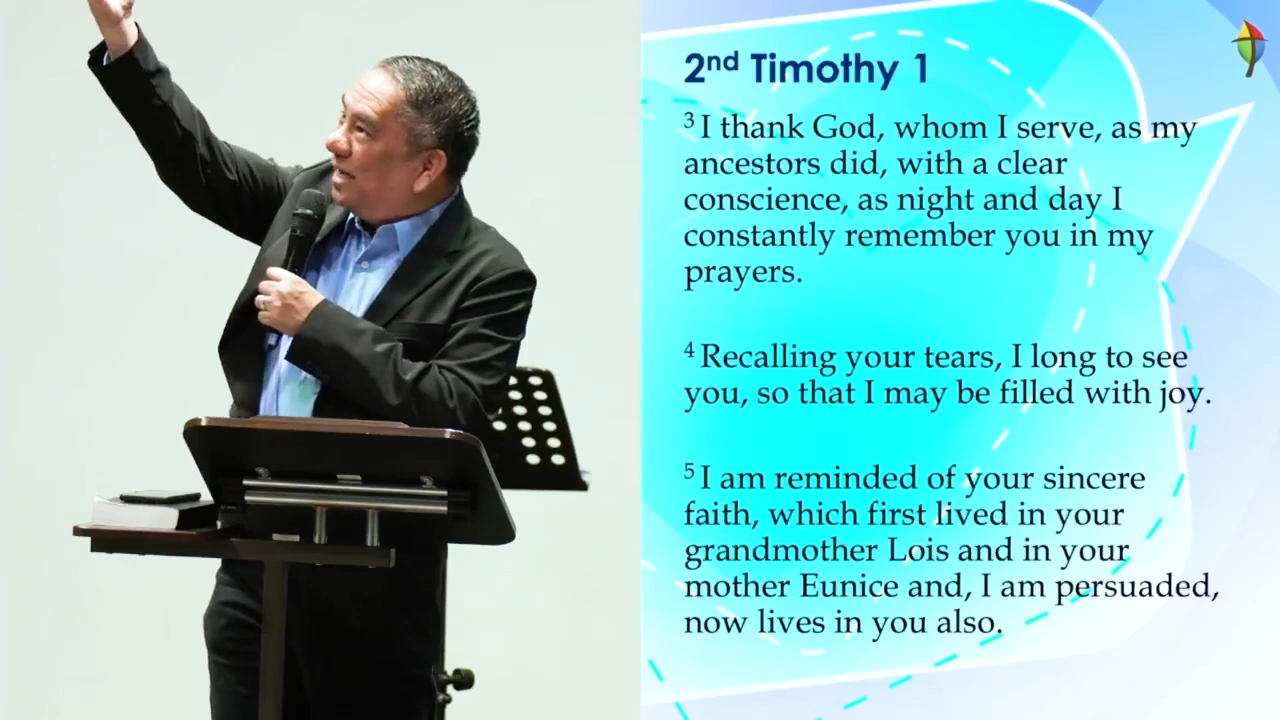 2nd Timothy 1
3 I thank God, whom I serve, as my
ancestors did, with a clear
conscience, as night and day I
constantly remember you in my
prayers.
4 Recalling your tears, I long to see
you, so that I may be filled with joy.
5 I am reminded of your sincere
faith, which first lived in your
grandmother Lois and in your
mother Eunice and, I am persuaded,
now lives in you also.